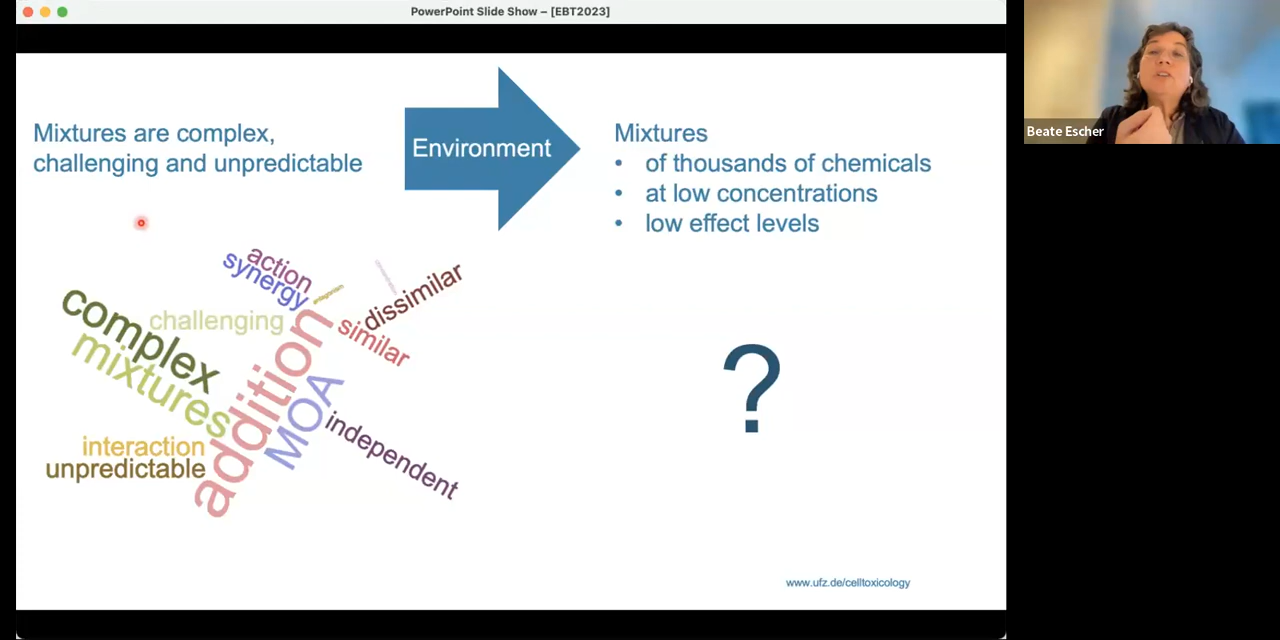 PowerPoint Slide Show – [EBT2023]
Beate Escher
Mixtures are complex,
challenging and unpredictable
Environment
Mixtures
• of thousands of chemicals
• at low concentrations
• low effect levels
action
synergy
dissimilar
similar
complex
challenging
mixtures
addition
MOA
independent
interaction
unpredictable
?
www.ufz.de/celltoxicology